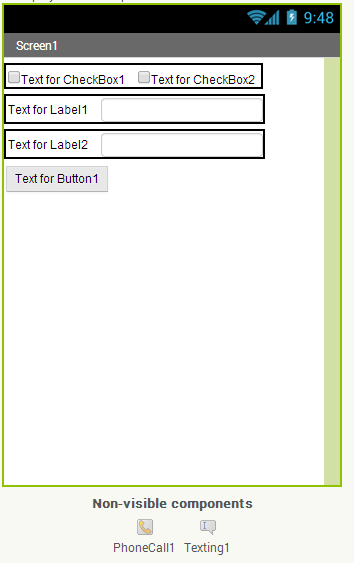 9:48
Screen1
Text for CheckBox1 Text for CheckBox2
Text for Label1
Text for Label2
Text for Button1
Non-visible components
PhoneCall1 Texting1